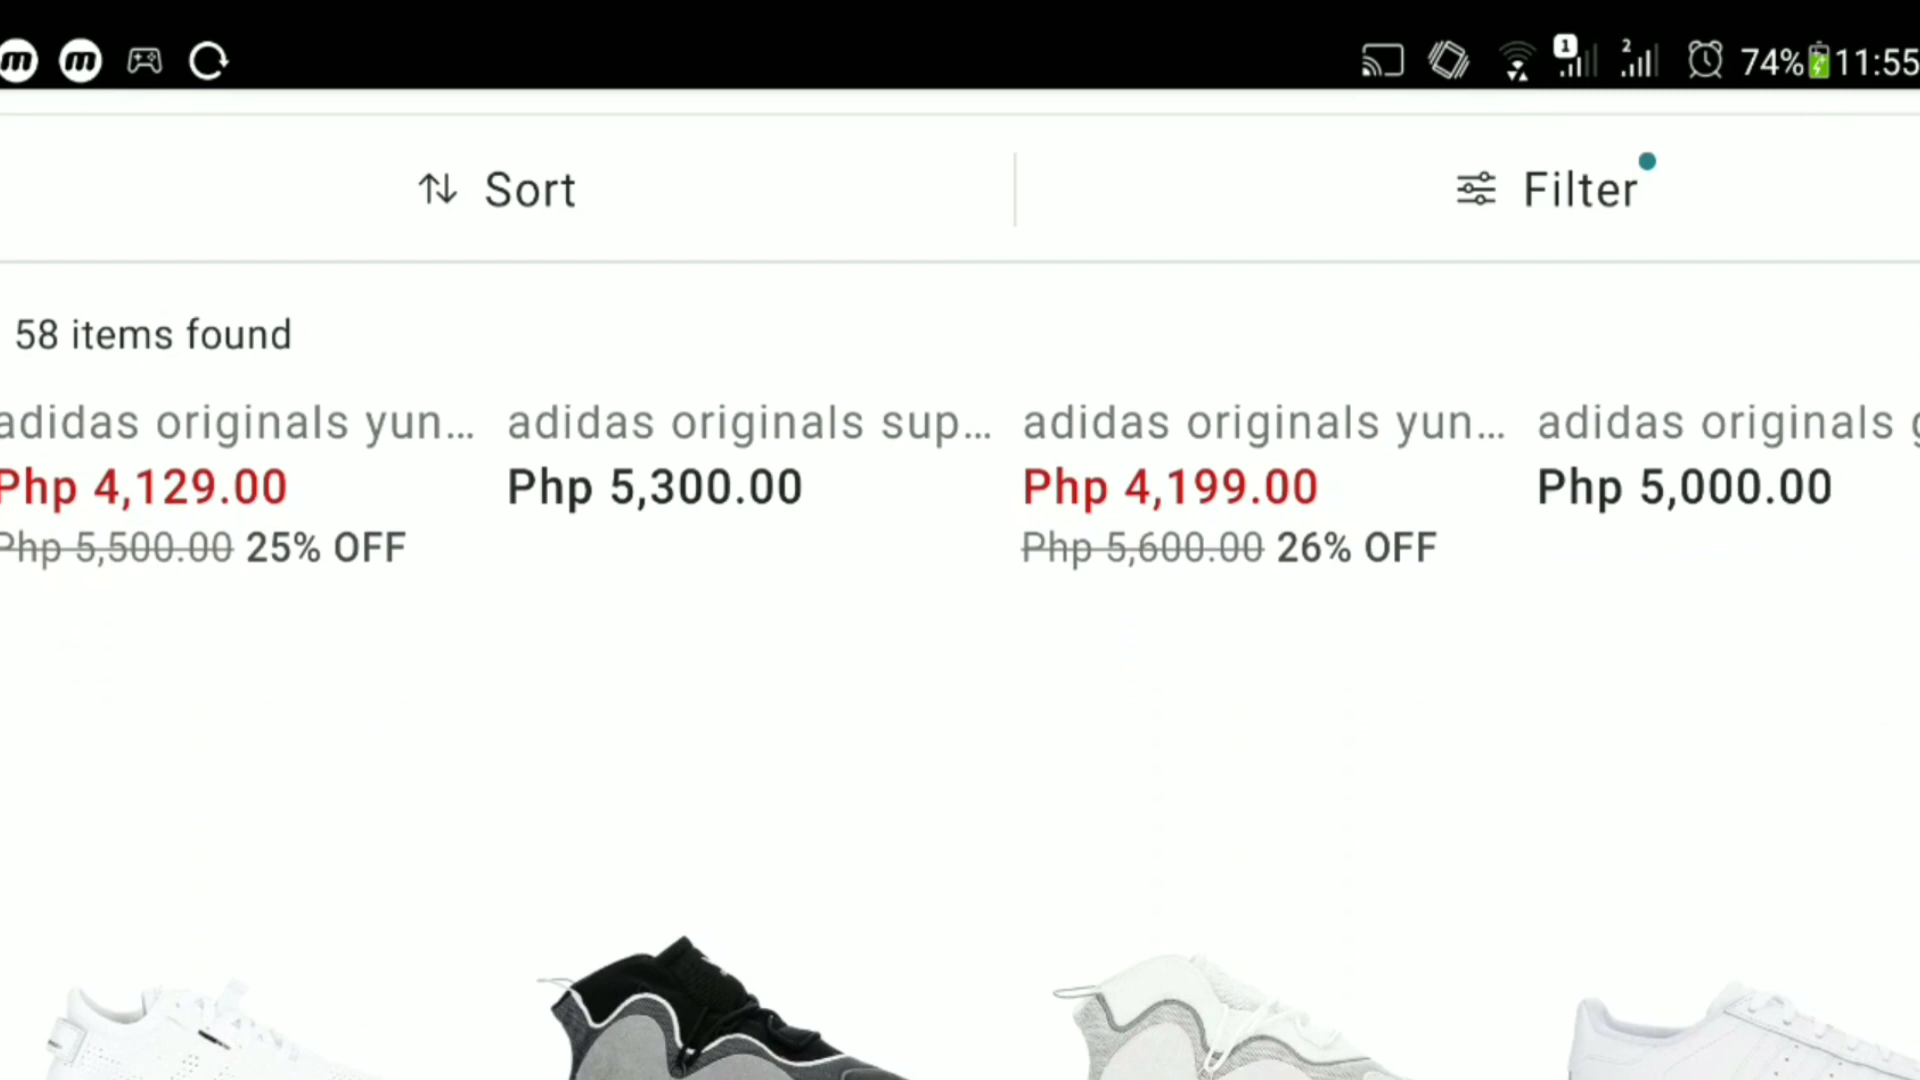 m m 1 2 74% 11:55
Sort Filter
58 items found
adidas originals yun... adidas originals sup... adidas originals yun... adidas originals
Php 4,129.00 Php 5,300.00 Php 4,199.00 Php 5,000.00
Php 5,500.00 25% OFF Php 5,600.00 26% OFF